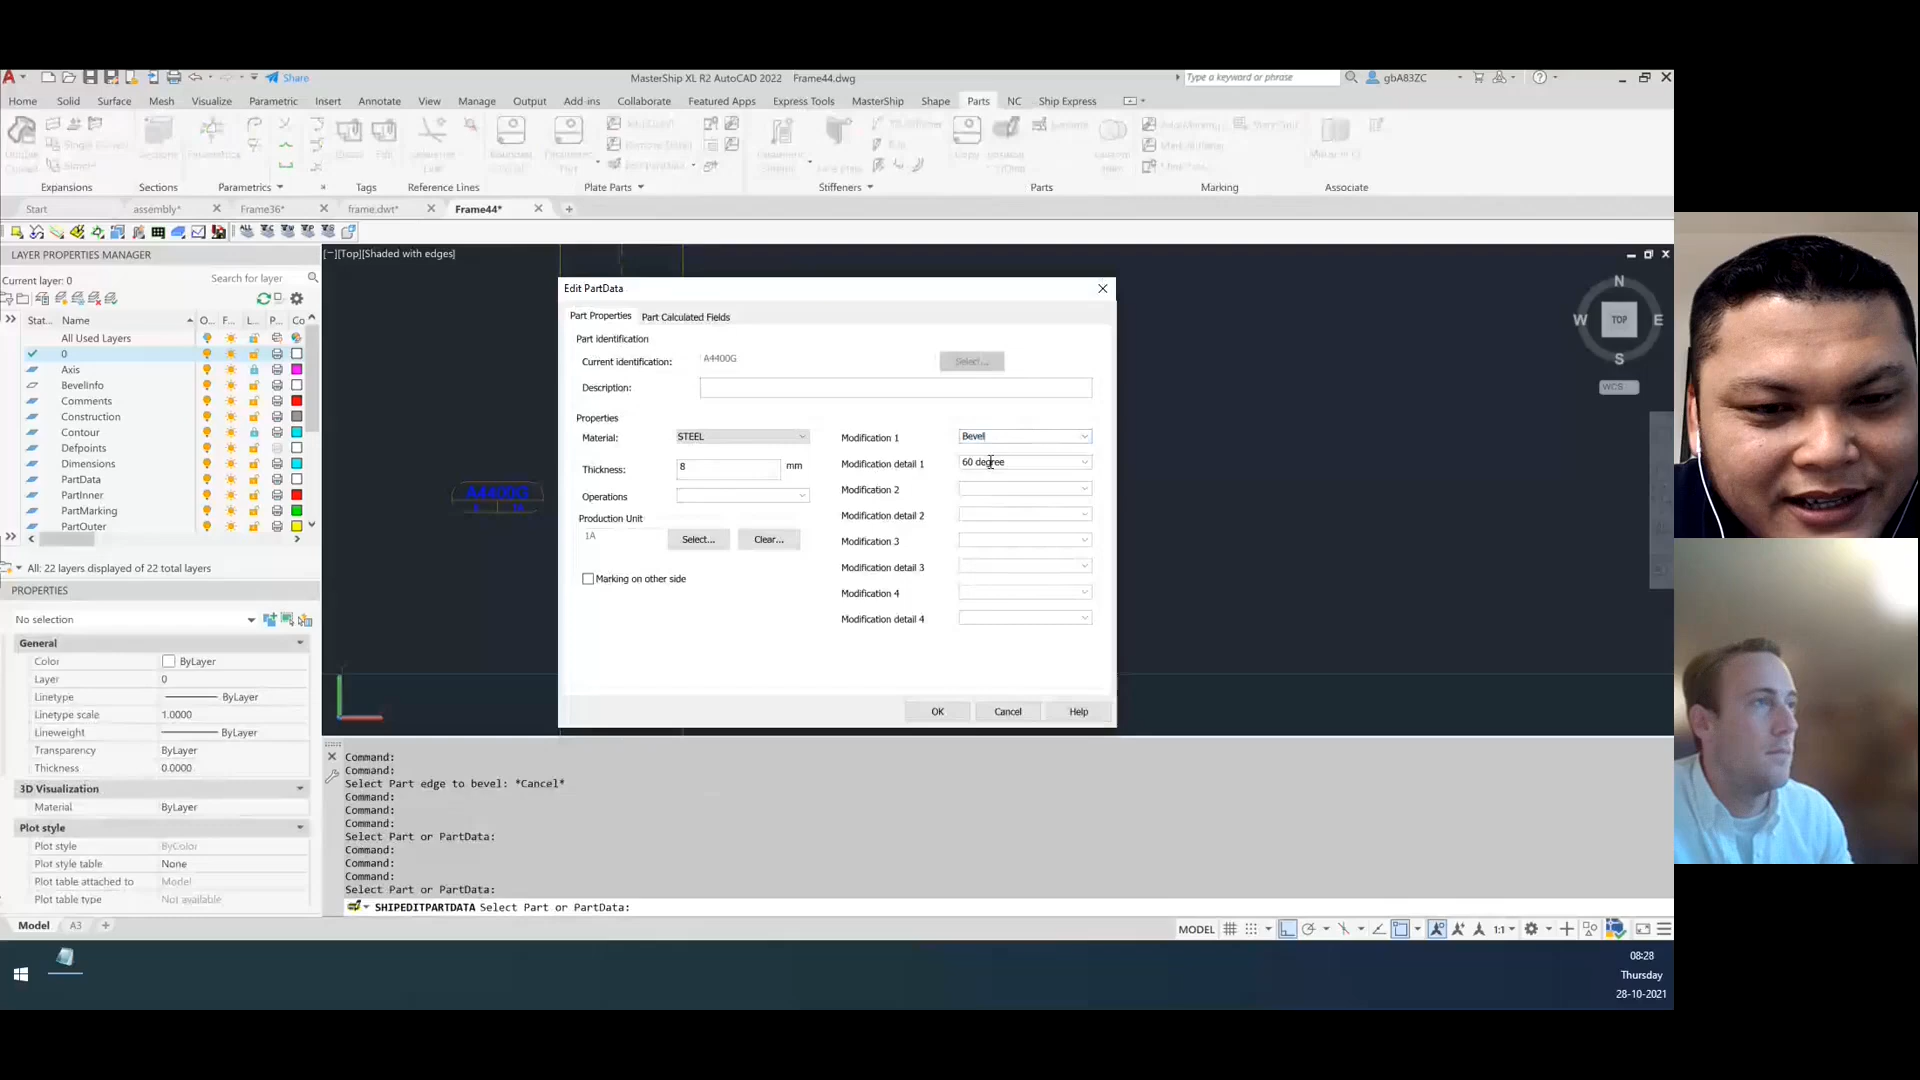 Share
MasterShip XL R2 AutoCAD 2022 Frame44.dwg
Type a keyword or phrase
gbA83ZC
Home Solid Surface Mesh Visualize Parametric Insert Annotate View Manage Output Add-ins Collaborate Featured Apps Express Tools MasterShip Shape Parts NC Ship Express
Expansions Sections Parametrics Tags Reference Lines Plate Parts Stiffeners Parts Marking Associate
Start assembly* Frame36* frame.dwt* Frame44*
LAYER PROPERTIES MANAGER
Current layer: 0
Search for layer
Stat... Name O... F... L... P... Co
All Used Layers
0
Axis
BevelInfo
Comments
Construction
Contour
Defpoints
Dimensions
PartData
PartInner
PartMarking
PartOuter
All: 22 layers displayed of 22 total layers
PROPERTIES
No selection
General
Color ByLayer
Layer 0
Linetype ByLayer
Linetype scale 1.0000
Lineweight ByLayer
Transparency ByLayer
Thickness 0.0000
3D Visualization
Material ByLayer
Plot style
Plot style ByColor
Plot style table None
Plot table attached to Model
Plot table type Not available
Model A3
[−][Top][Shaded with edges]
A4400G
N
W TOP E
S
WCS
Edit PartData
Part Properties Part Calculated Fields
Part identification
Current identification: A4400G Select...
Description:
Properties
Material: STEEL
Thickness: 8 mm
Operations
Production Unit
1A Select... Clear...
Marking on other side
Modification 1 Bevel
Modification detail 1 60 degree
Modification 2
Modification detail 2
Modification 3
Modification detail 3
Modification 4
Modification detail 4
OK Cancel Help
Command:
Command:
Select Part edge to bevel: *Cancel*
Command:
Command:
Command:
Select Part or PartData:
Command:
Command:
Command:
Select Part or PartData:
SHIPEDITPARTDATA Select Part or PartData:
MODEL 1:1
08:28
Thursday
28-10-2021